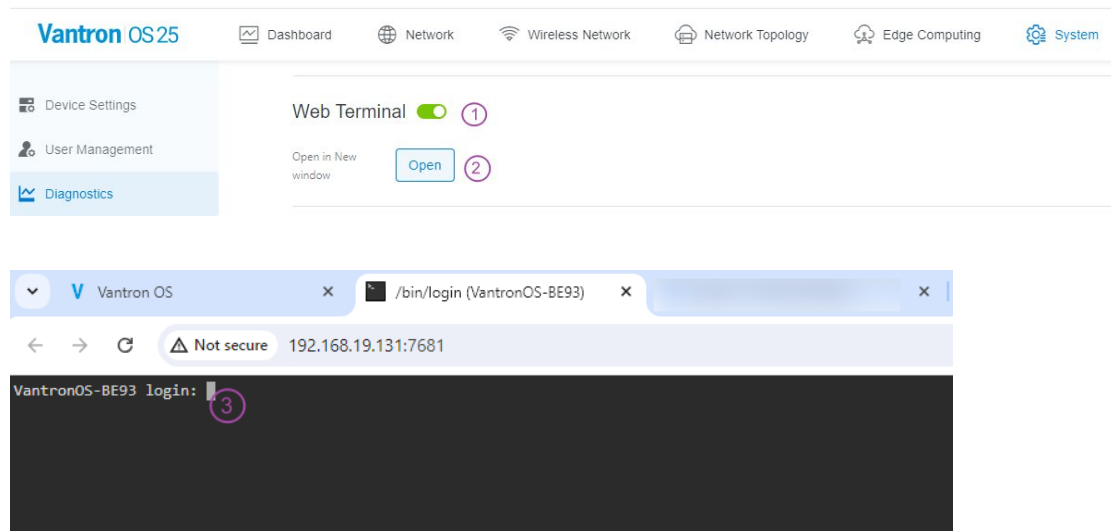 Vantron OS25 Dashboard Network Wireless Network Network Topology Edge Computing System
Device Settings
User Management
Diagnostics
Web Terminal 1
Open in New
window
Open 2
Vantron OS /bin/login (VantronOS-BE93)
Not secure 192.168.19.131:7681
VantronOS-BE93 login:
3